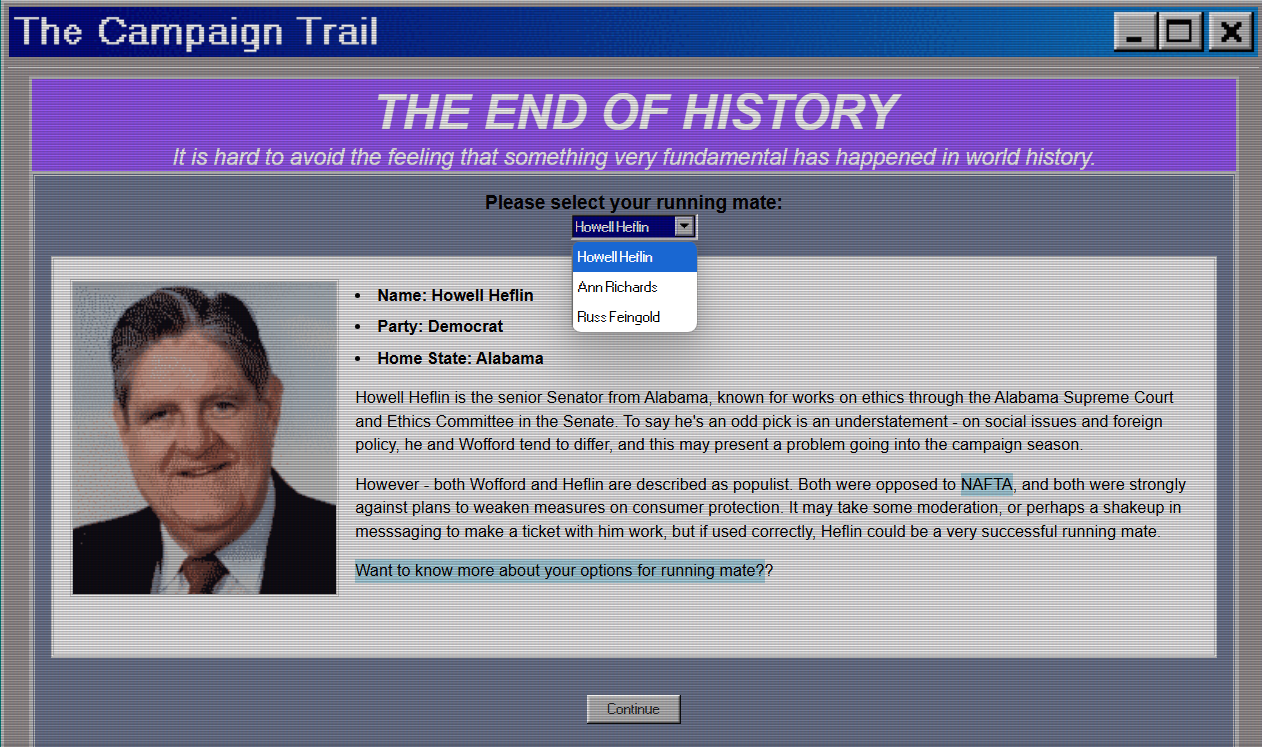 The Campaign Trail
THE END OF HISTORY
It is hard to avoid the feeling that something very fundamental has happened in world history.
Please select your running mate:
Howell Heflin
Howell Heflin
Ann Richards
Russ Feingold
• Name: Howell Heflin
• Party: Democrat
• Home State: Alabama
Howell Heflin is the senior Senator from Alabama, known for works on ethics through the Alabama Supreme Court
and Ethics Committee in the Senate. To say he's an odd pick is an understatement - on social issues and foreign
policy, he and Wofford tend to differ, and this may present a problem going into the campaign season.
However - both Wofford and Heflin are described as populist. Both were opposed to NAFTA, and both were strongly
against plans to weaken measures on consumer protection. It may take some moderation, or perhaps a shakeup in
messsaging to make a ticket with him work, but if used correctly, Heflin could be a very successful running mate.
Want to know more about your options for running mate??
Continue